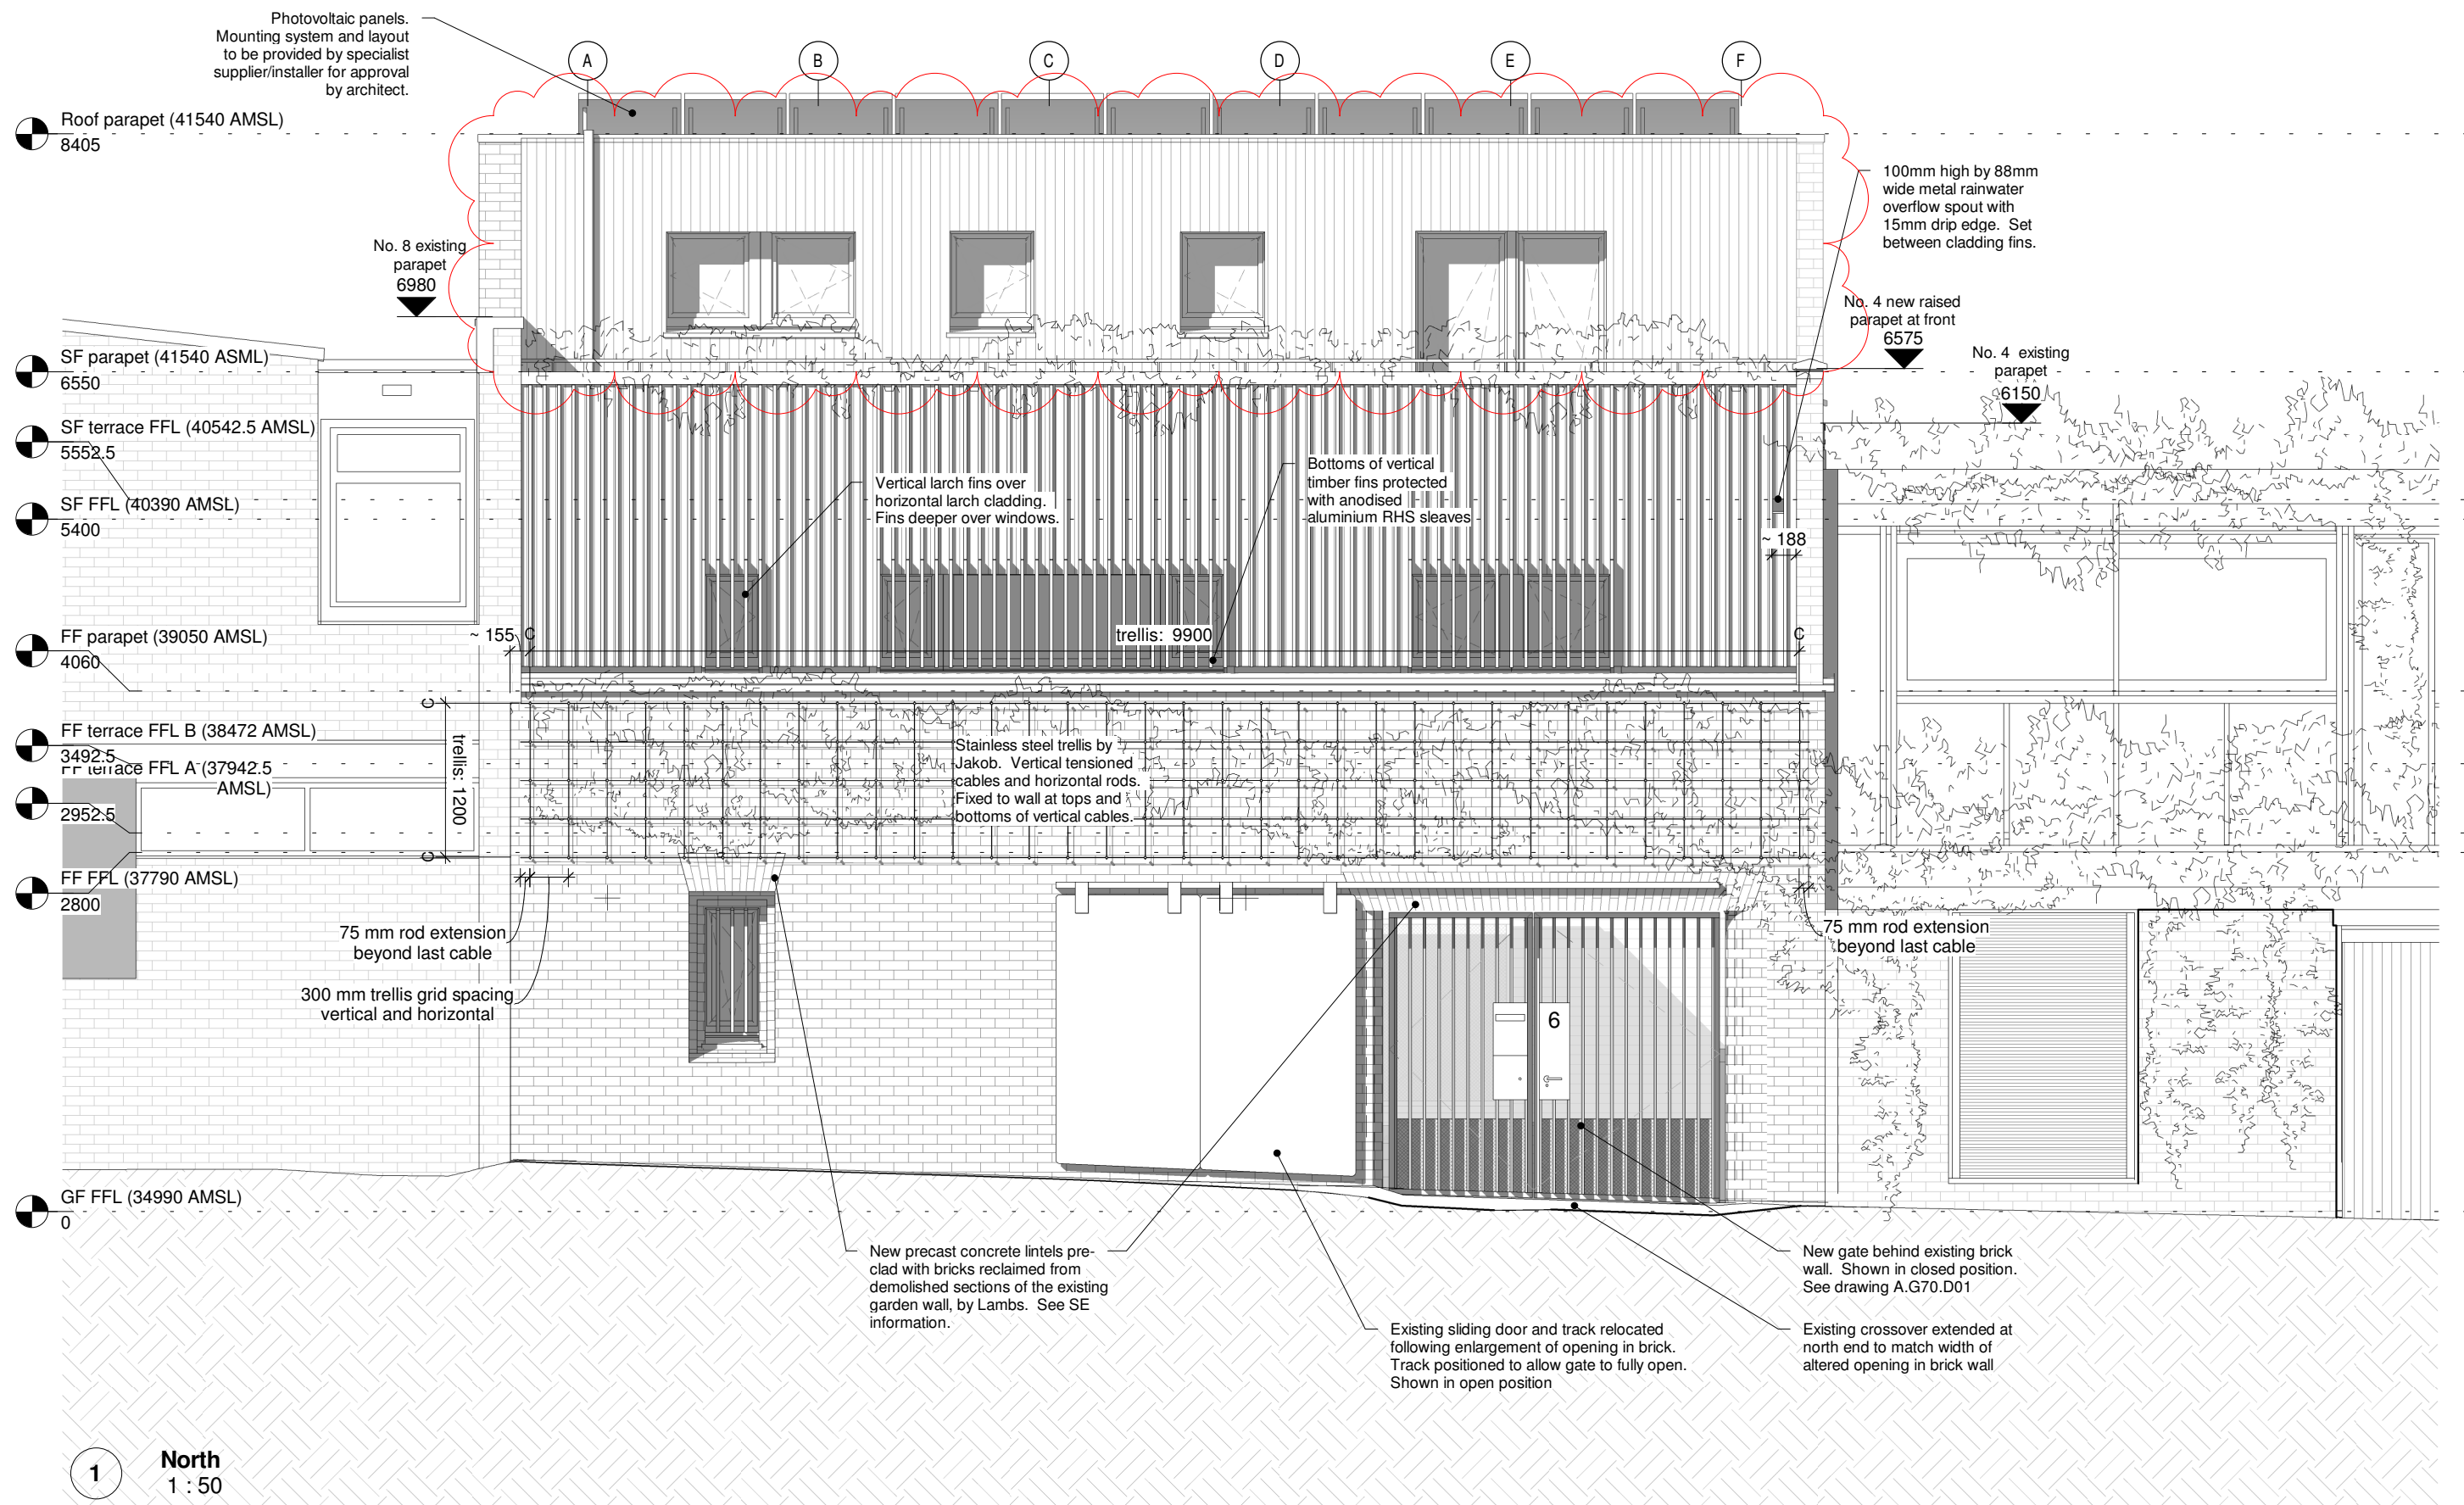 Photovoltaic panels.
Mounting system and layout
to be provided by specialist
supplier/installer for approval
by architect.
A
B
C
D
E
F
Roof parapet (41540 AMSL)
8405
100mm high by 88mm
wide metal rainwater
overflow spout with
15mm drip edge. Set
between cladding fins.
No. 8 existing
parapet
6980
No. 4 new raised
parapet at front
6575
No. 4 existing
parapet
6150
SF parapet (41540 ASML)
6550
SF terrace FFL (40542.5 AMSL)
5552.5
SF FFL (40390 AMSL)
5400
Vertical larch fins over
horizontal larch cladding.
Fins deeper over windows.
Bottoms of vertical
timber fins protected
with anodised
aluminium RHS sleaves
~ 188
FF parapet (39050 AMSL)
4060
~ 155
C
trellis: 9900
C
C
trellis: 1200
C
FF terrace FFL B (38472 AMSL)
3492.5
FF terrace FFL A (37942.5
AMSL)
2952.5
Stainless steel trellis by
Jakob. Vertical tensioned
cables and horizontal rods.
Fixed to wall at tops and
bottoms of vertical cables.
FF FFL (37790 AMSL)
2800
75 mm rod extension
beyond last cable
300 mm trellis grid spacing
vertical and horizontal
75 mm rod extension
beyond last cable
6
GF FFL (34990 AMSL)
0
New precast concrete lintels pre-
clad with bricks reclaimed from
demolished sections of the existing
garden wall, by Lambs. See SE
information.
Existing sliding door and track relocated
following enlargement of opening in brick.
Track positioned to allow gate to fully open.
Shown in open position
New gate behind existing brick
wall. Shown in closed position.
See drawing A.G70.D01
Existing crossover extended at
north end to match width of
altered opening in brick wall
1
North
1 : 50